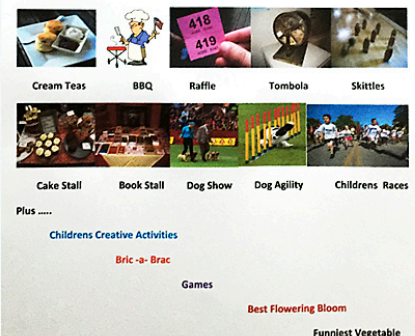 418
419
Cream Teas BBQ Raffle Tombola Skittles
Cake Stall Book Stall Dog Show Dog Agility Childrens Races
Plus .....
Childrens Creative Activities
Bric -a- Brac
Games
Best Flowering Bloom
Funniest Vegetable